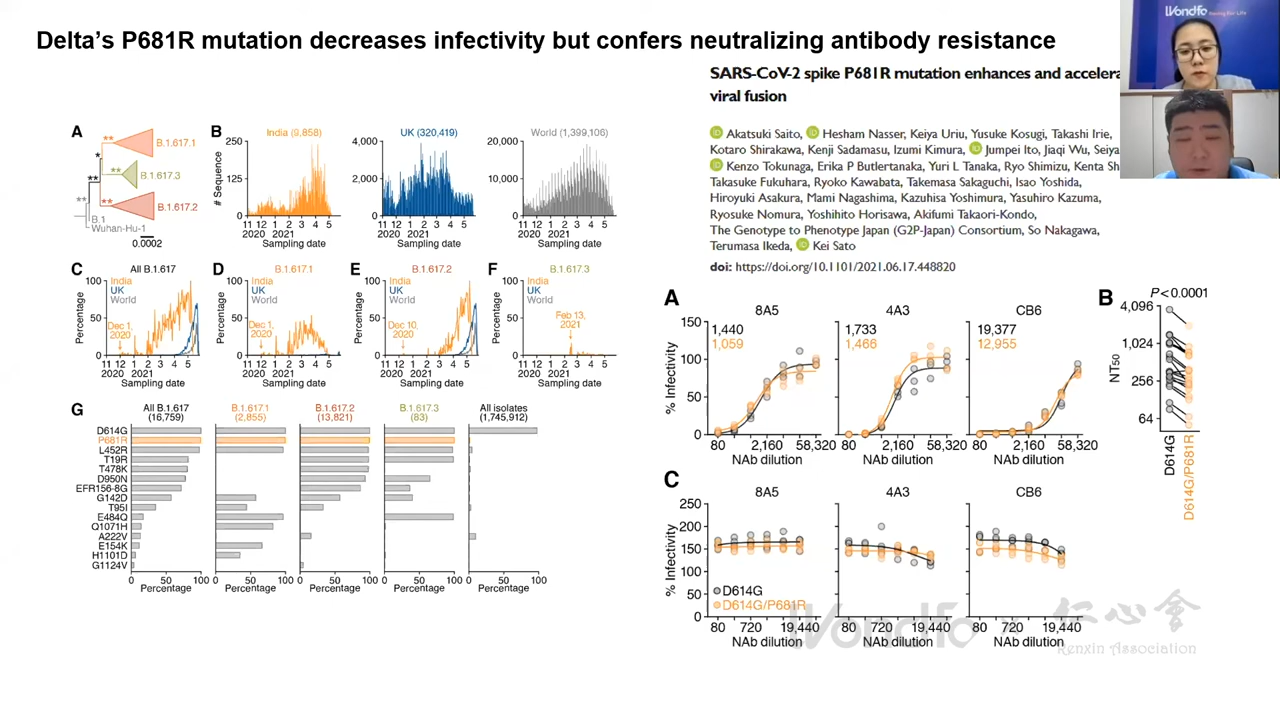 Delta's P681R mutation decreases infectivity but confers neutralizing antibody resistance
Wondfo
SARS-CoV-2 spike P681R mutation enhances and accelera
viral fusion
Akatsuki Saito, Hesham Nasser, Keiya Uriu, Yusuke Kosugi, Takashi Irie,
Kotaro Shirakawa, Kenji Sadamasu, Izumi Kimura, Jumpei Ito, Jiaqi Wu, Seiya
Kenzo Tokunaga, Erika P Butlertanaka, Yuri L Tanaka, Ryo Shimizu, Kenta Sh
Takasuke Fukuhara, Ryoko Kawabata, Takemasa Sakaguchi, Isao Yoshida,
Hiroyuki Asakura, Mami Nagashima, Kazuhisa Yoshimura, Yasuhiro Kazuma,
Ryosuke Nomura, Yoshihito Horisawa, Akifumi Takaori-Kondo,
The Genotype to Phenotype Japan (G2P-Japan) Consortium, So Nakagawa,
Terumasa Ikeda, Kei Sato
doi: https://doi.org/10.1101/2021.06.17.448820
A
** B.1.617.1
*
** B.1.617.3
**
** B.1.617.2
**
B.1
Wuhan-Hu-1
0.0002
B
India (9,858) UK (320,419) World (1,399,106)
# Sequence
250 4,000 20,000
125 2,000 10,000
0 0 0
11 12 1 2 3 4 5 11 12 1 2 3 4 5 11 12 1 2 3 4 5
2020 2021 2020 2021 2020 2021
Sampling date Sampling date Sampling date
C All B.1.617 D B.1.617.1 E B.1.617.2 F B.1.617.3
100 India 100 India 100 India 100 India
UK UK UK UK
World World World World
Percentage Percentage Percentage Percentage
50 50 50 50
Dec 1, 2020 Dec 1, 2020 Dec 10, 2020 Feb 13, 2021
0 0 0 0
11 12 1 2 3 4 5 11 12 1 2 3 4 5 11 12 1 2 3 4 5 11 12 1 2 3 4 5
2020 2021 2020 2021 2020 2021 2020 2021
Sampling date Sampling date Sampling date Sampling date
G
All B.1.617 B.1.617.1 B.1.617.2 B.1.617.3 All isolates
(16,759) (2,855) (13,821) (83) (1,745,912)
D614G
P681R
L452R
T19R
T478K
D950N
EFR156-8G
G142D
T95I
E484Q
Q1071H
A222V
E154K
H1101D
G1124V
0 50 100 0 50 100 0 50 100 0 50 100 0 50 100
Percentage Percentage Percentage Percentage Percentage
A
8A5 4A3 CB6
% Infectivity
150
100
50
0
1,440 1,733 19,377
1,059 1,466 12,955
80 2,160 58,320 80 2,160 58,320 80 2,160 58,320
NAb dilution NAb dilution NAb dilution
B
P<0.0001
NT50
4,096
1,024
256
64
D614G
D614G/P681R
C
8A5 4A3 CB6
% Infectivity
250
200
150
100
50
0
D614G
D614G/P681R
80 720 19,440 80 720 19,440 80 720 19,440
NAb dilution NAb dilution NAb dilution
Wondfo
仁心會
Renxin Association